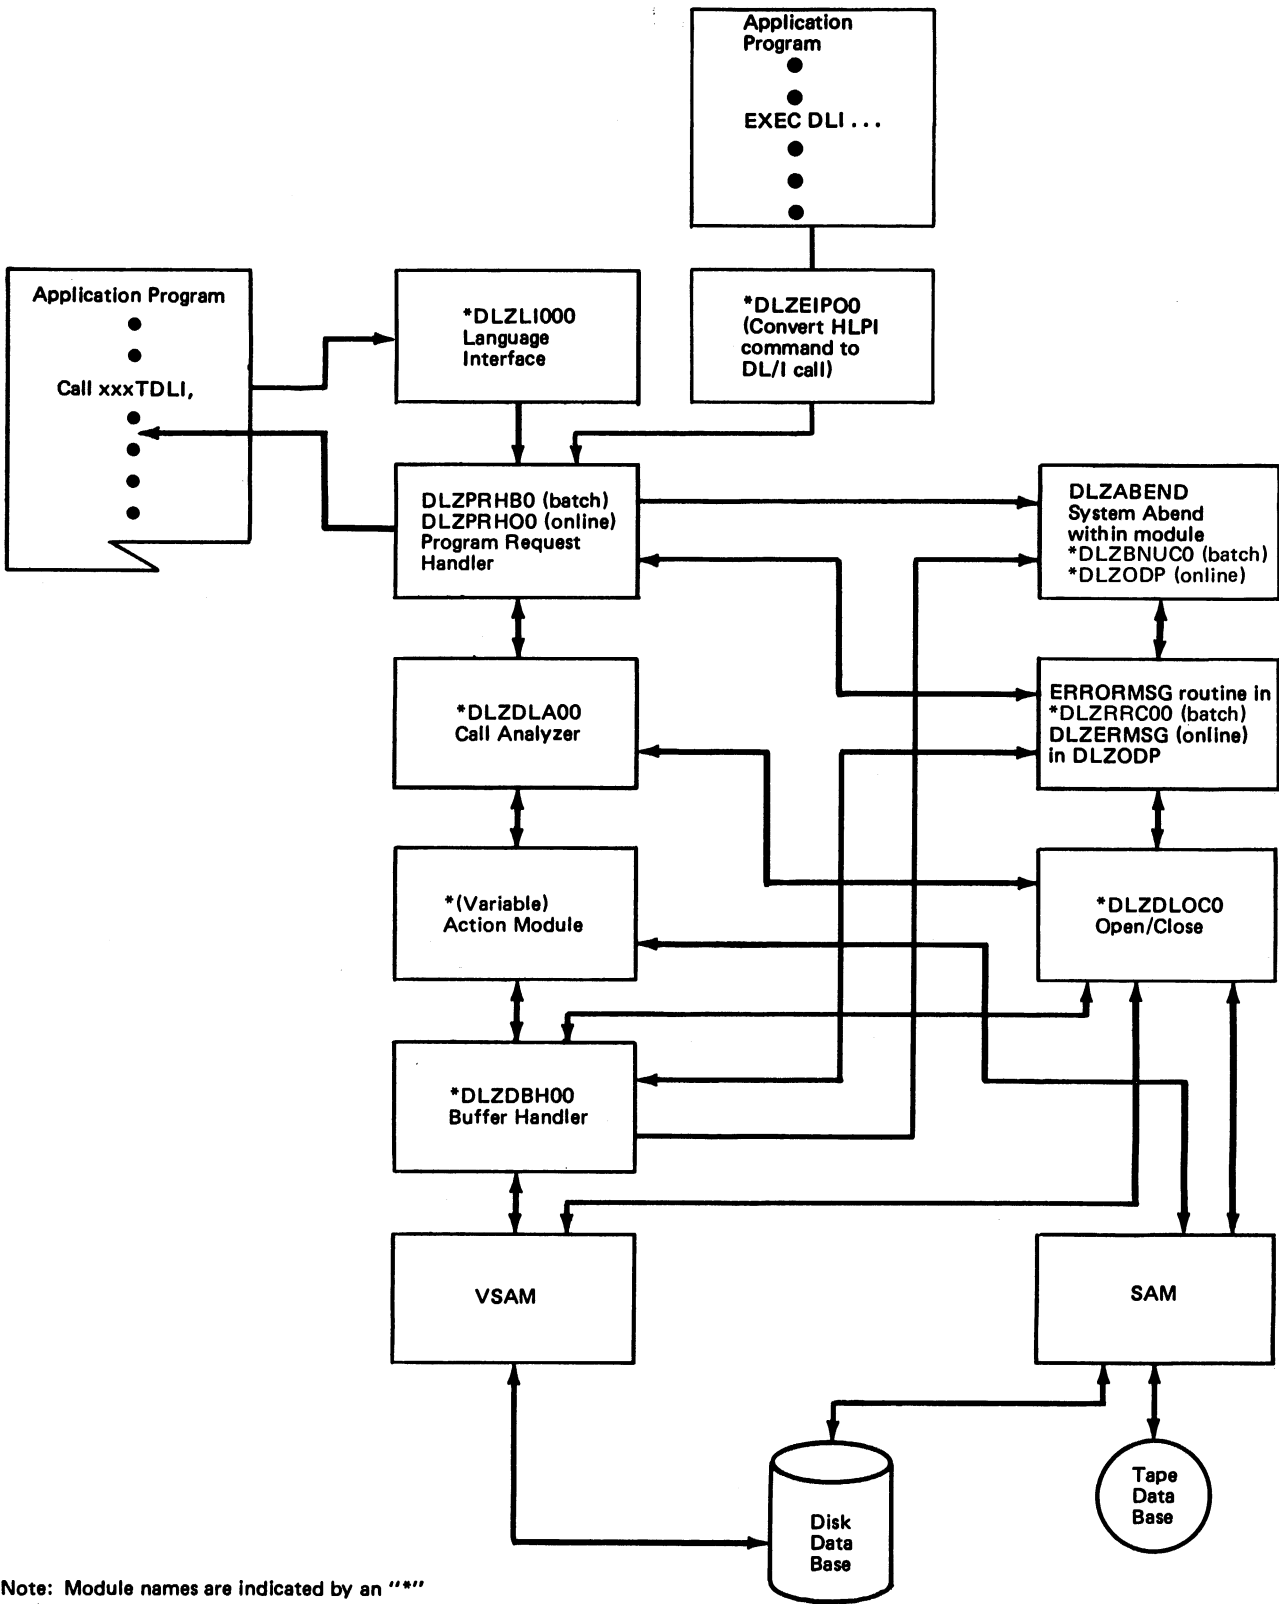 Application
Program
EXEC DLI . . .
Application Program
Call xxxTDLI,
*DLZLI000
Language
Interface
*DLZEIPO0
(Convert HLPI
command to
DL/I call)
DLZPRHB0 (batch)
DLZPRHO0 (online)
Program Request
Handler
DLZABEND
System Abend
within module
*DLZBNUC0 (batch)
*DLZODP (online)
*DLZDLA00
Call Analyzer
ERRORMSG routine in
*DLZRRC00 (batch)
DLZERMSG (online)
in DLZODP
*(Variable)
Action Module
*DLZDLOC0
Open/Close
*DLZDBH00
Buffer Handler
VSAM
SAM
Disk
Data
Base
Tape
Data
Base
Note: Module names are indicated by an "*"